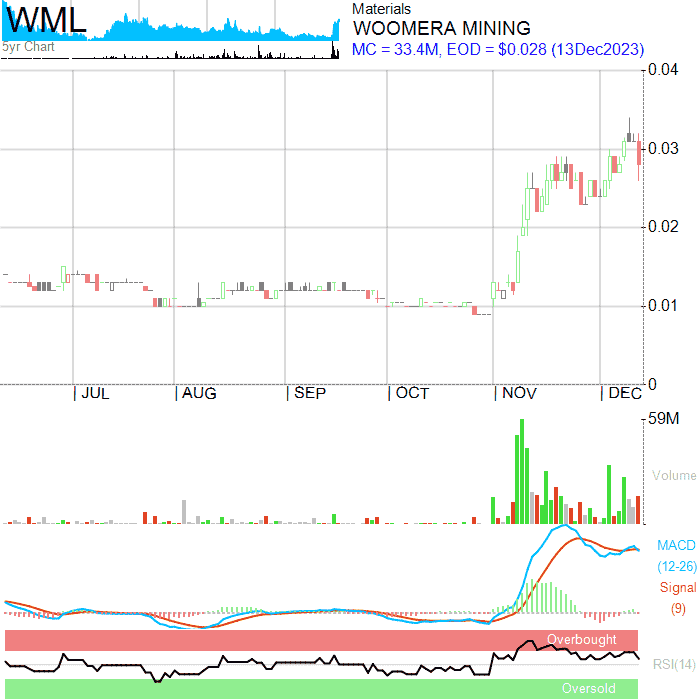 WML
5yr Chart
Materials
WOOMERA MINING
MC = 33.4M, EOD = $0.028 (13Dec2023)
0.04
0.03
0.02
0.01
0
JUL
AUG
SEP
OCT
NOV
DEC
59M
Volume
MACD
(12-26)
Signal
(9)
Overbought
RSI(14)
Oversold